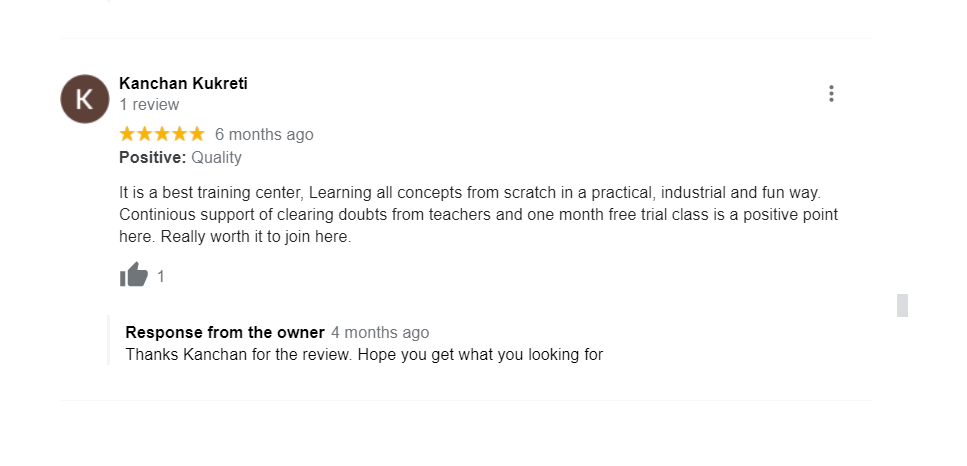 K
Kanchan Kukreti
1 review
6 months ago
Positive: Quality
It is a best training center, Learning all concepts from scratch in a practical, industrial and fun way.
Continious support of clearing doubts from teachers and one month free trial class is a positive point
here. Really worth it to join here.
1
Response from the owner 4 months ago
Thanks Kanchan for the review. Hope you get what you looking for